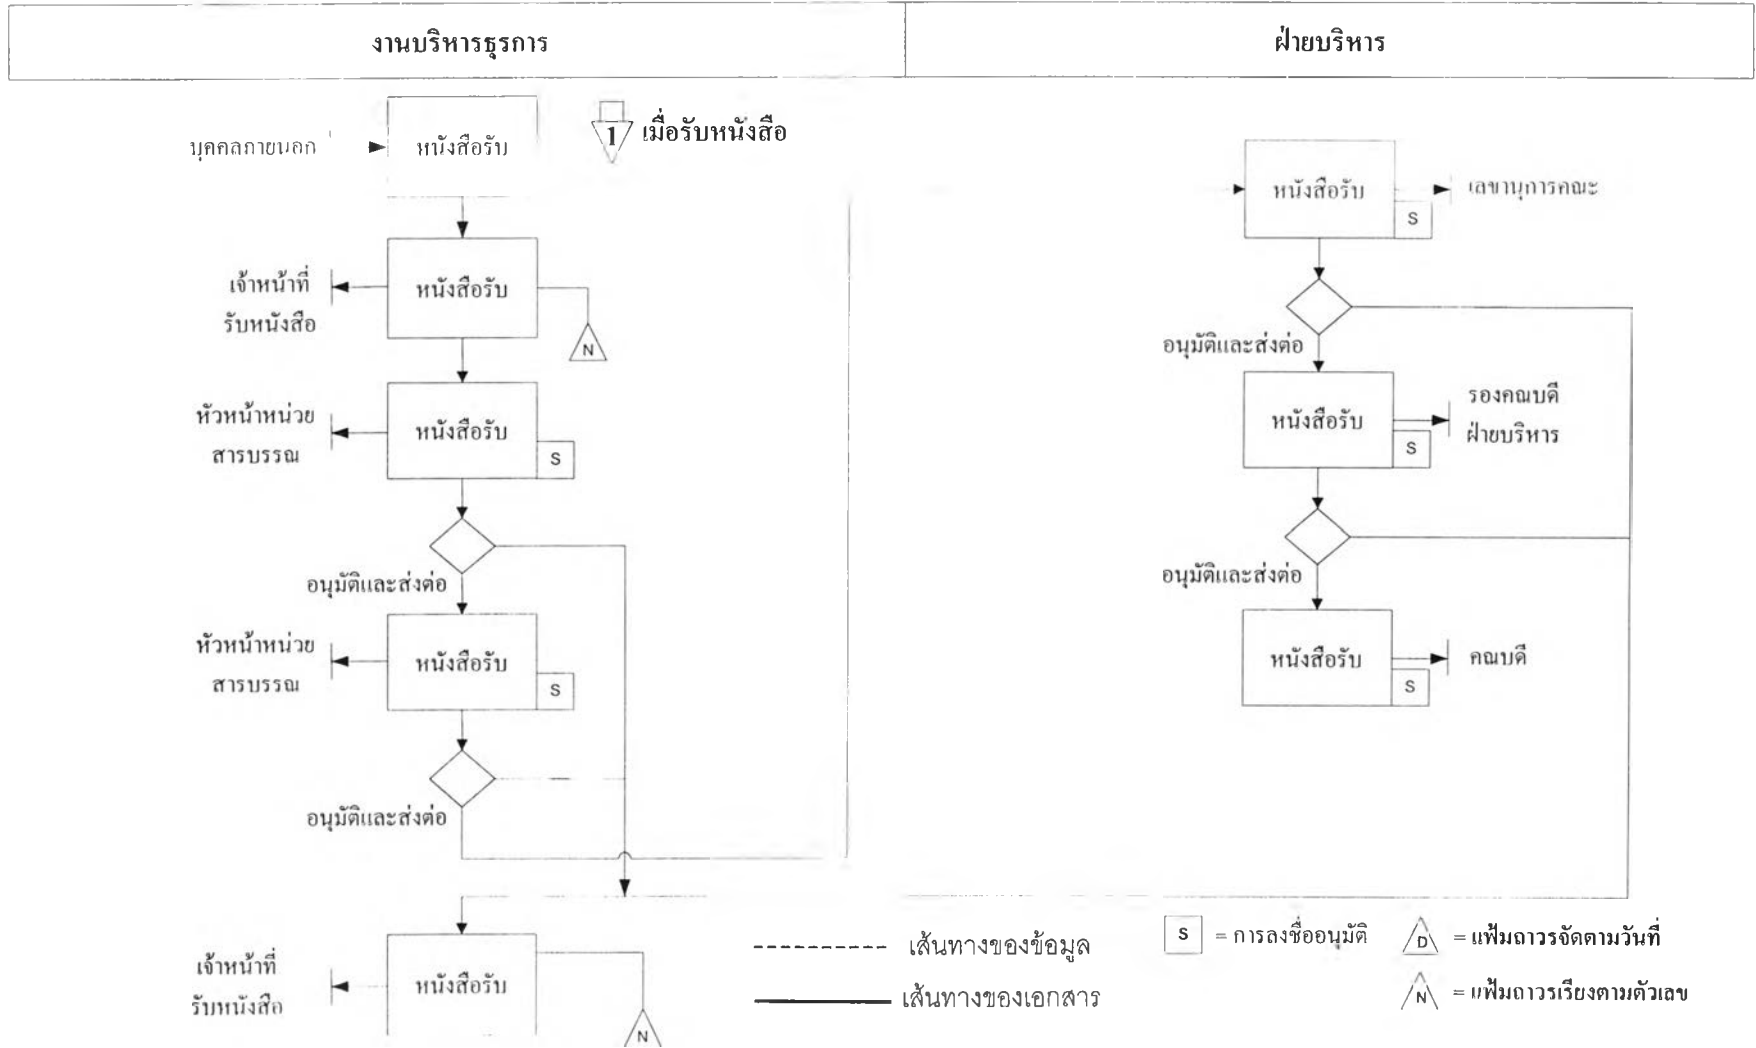 งานบริหารธุรการ
ฝ่ายบริหาร
บุคคลภายนอก
หนังสือรับ
1 เมื่อรับหนังสือ
เจ้าหน้าที่
รับหนังสือ
หนังสือรับ
N
หัวหน้าหน่วย
สารบรรณ
หนังสือรับ
S
อนุมัติและส่งต่อ
หัวหน้าหน่วย
สารบรรณ
หนังสือรับ
S
อนุมัติและส่งต่อ
เจ้าหน้าที่
รับหนังสือ
หนังสือรับ
N
หนังสือรับ
S
เลขานุการคณะ
อนุมัติและส่งต่อ
หนังสือรับ
S
รองคณบดี
ฝ่ายบริหาร
อนุมัติและส่งต่อ
หนังสือรับ
S
คณบดี
เส้นทางของข้อมูล
เส้นทางของเอกสาร
S = การลงชื่ออนุมัติ
D = แฟ้มถาวรจัดตามวันที่
N = แฟ้มถาวรเรียงตามตัวเลข